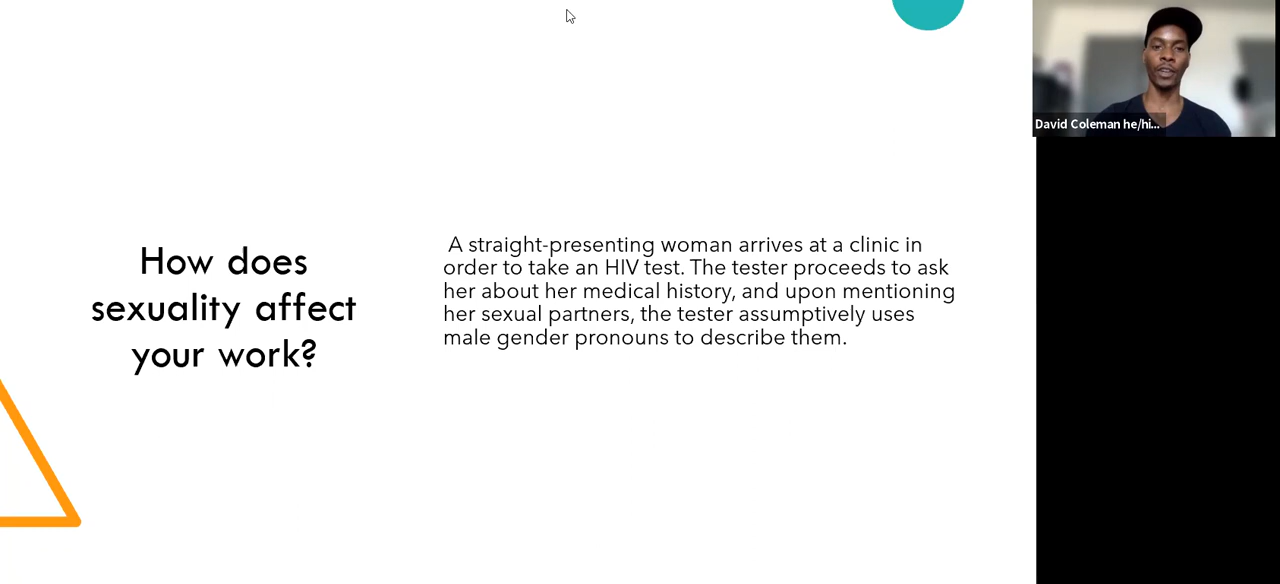 How does
sexuality affect
your work?
A straight-presenting woman arrives at a clinic in
order to take an HIV test. The tester proceeds to ask
her about her medical history, and upon mentioning
her sexual partners, the tester assumptively uses
male gender pronouns to describe them.
David Coleman he/hi...